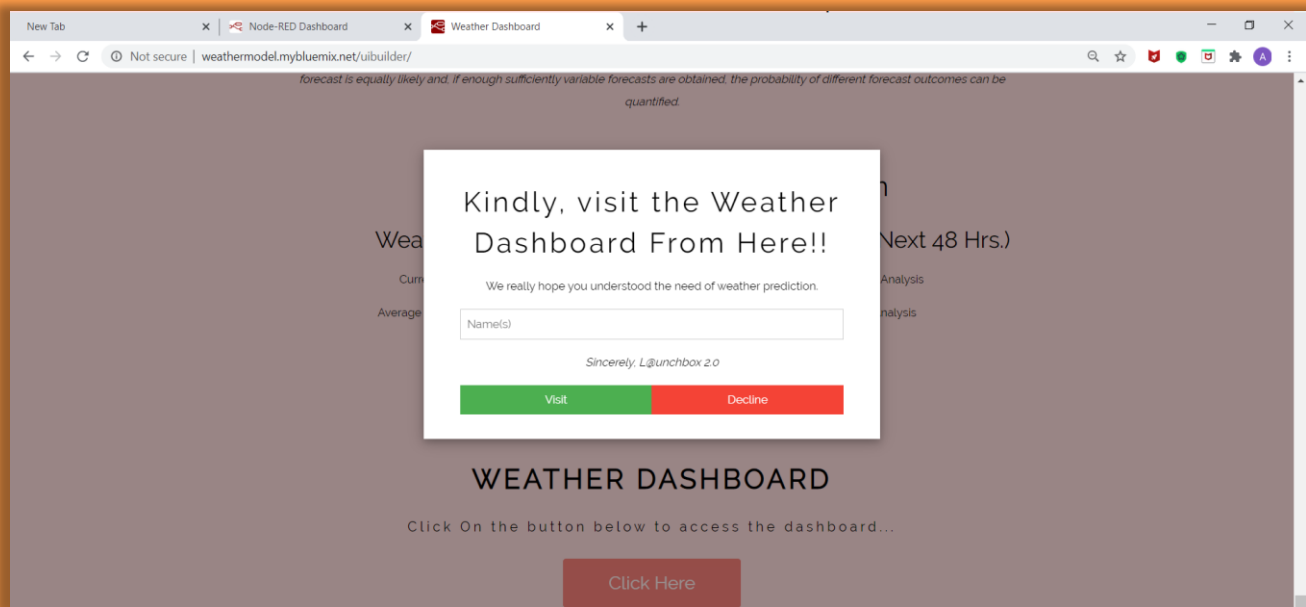 New Tab
Node-RED Dashboard
Weather Dashboard
Not secure | weathermodel.mybluemix.net/uibuilder/
A
forecast is equally likely and, if enough sufficiently variable forecasts are obtained, the probability of different forecast outcomes can be
quantified.
Kindly, visit the Weather
Dashboard From Here!!
Wea
Next 48 Hrs.)
Curr
We really hope you understood the need of weather prediction.
Analysis
Average
Name(s)
nalysis
Sincerely, L@unchbox 2.0
Visit
Decline
WEATHER DASHBOARD
Click On the button below to access the dashboard...
Click Here